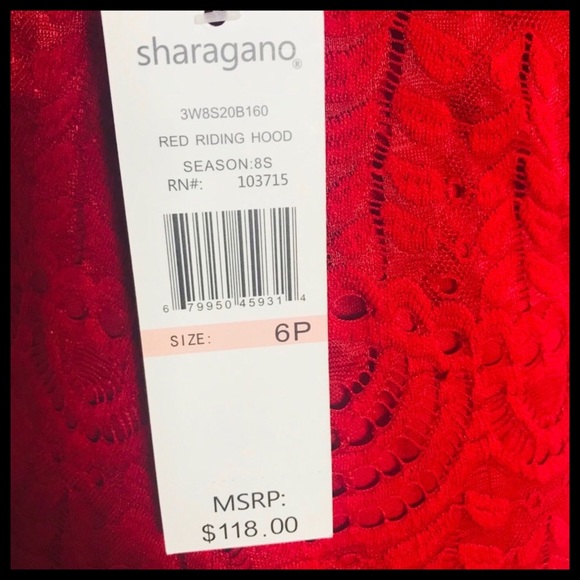 sharagano®
3W8S20B160
RED RIDING HOOD
SEASON:8S
RN#: 103715
6 79950 45931 4
SIZE: 6P
MSRP:
$118.00